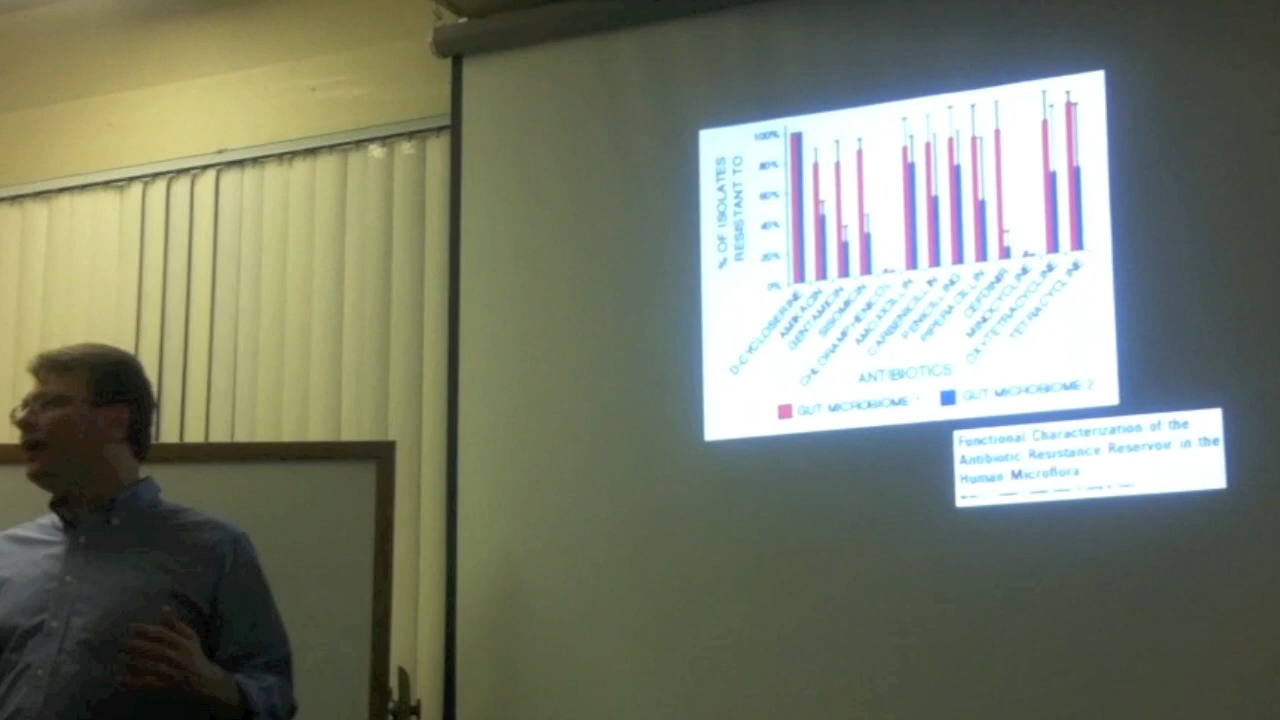 % OF ISOLATES
RESISTANT TO
100%
80%
60%
40%
20%
0%
D-CYCLOSERINE
AMIKACIN
GENTAMICIN
SISOMICIN
CHLORAMPHENICOL
AMOXICILLIN
CARBENICILLIN
PENICILLIN G
PIPERACILLIN
CEFDINIR
MINOCYCLINE
OXYTETRACYCLINE
TETRACYCLINE
ANTIBIOTICS
GUT MICROBIOME 1 GUT MICROBIOME 2
Functional Characterization of the
Antibiotic Resistance Reservoir in the
Human Microflora